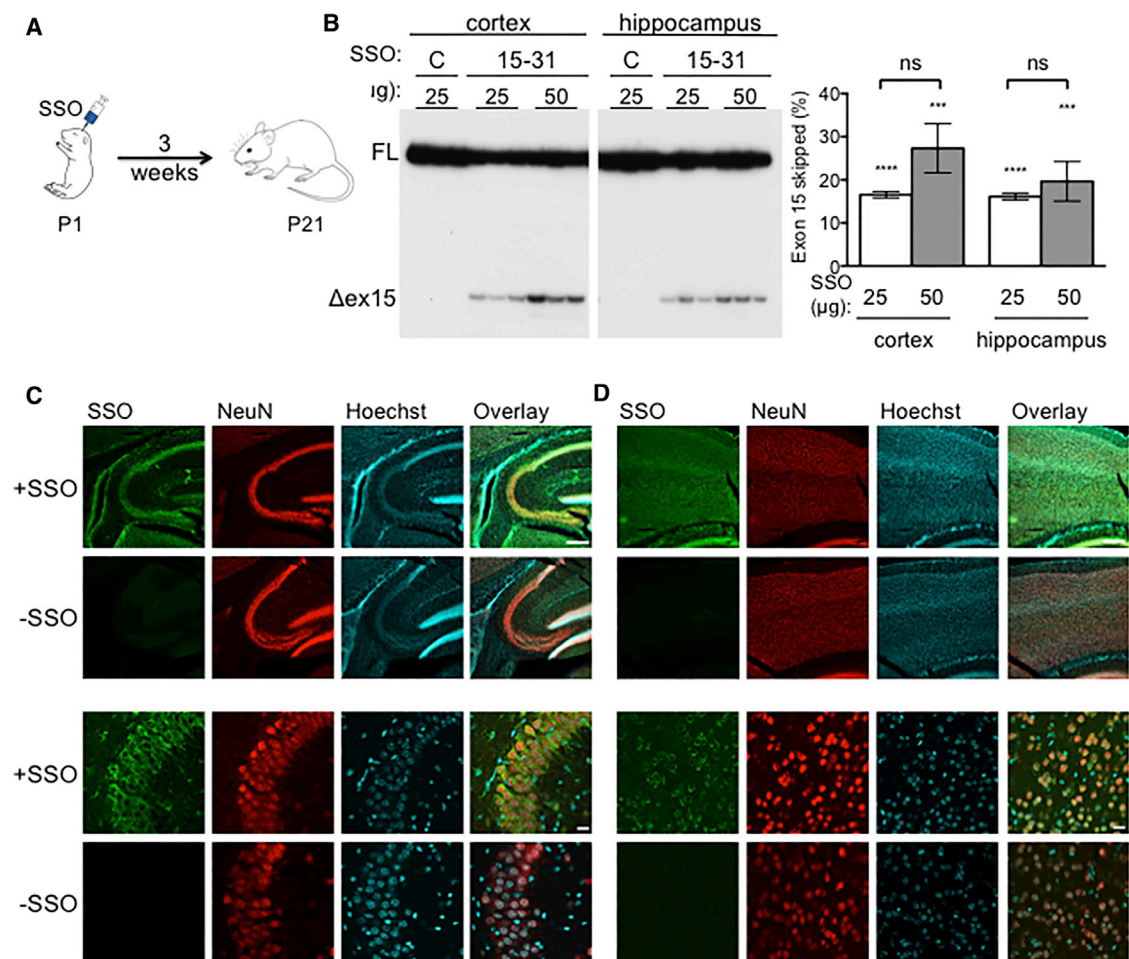 A
SSO
3
weeks
P1
P21
B
cortex
hippocampus
SSO:
C
15-31
C
15-31
ıg):
25
25
50
25
25
50
FL
Δex15
ns
ns
Exon 15 skipped (%)
40
30
20
10
0
****
***
****
***
SSO
(µg):
25
50
25
50
cortex
hippocampus
C
SSO
NeuN
Hoechst
Overlay
+SSO
-SSO
+SSO
-SSO
D
SSO
NeuN
Hoechst
Overlay